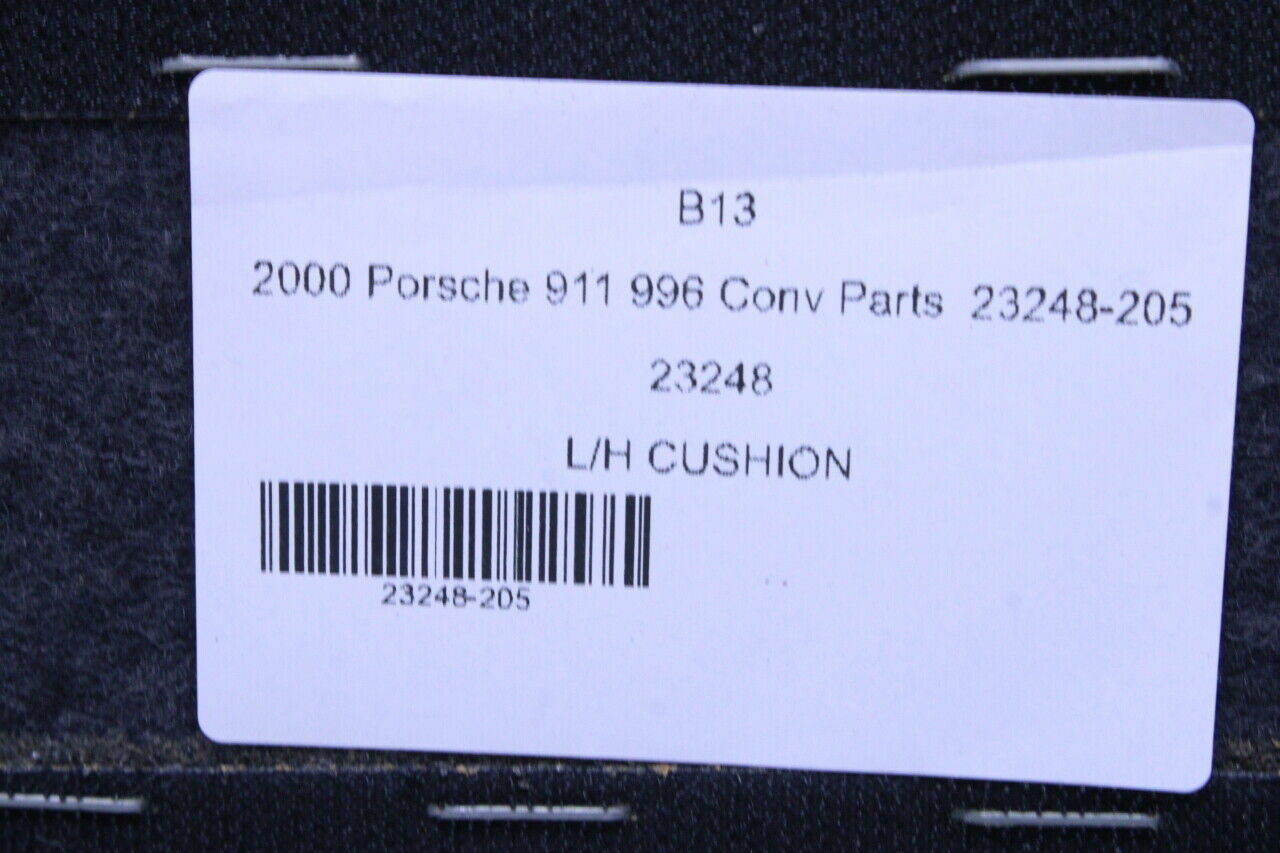 B13
2000 Porsche 911 996 Conv Parts 23248-205
23248
L/H CUSHION
23248-205